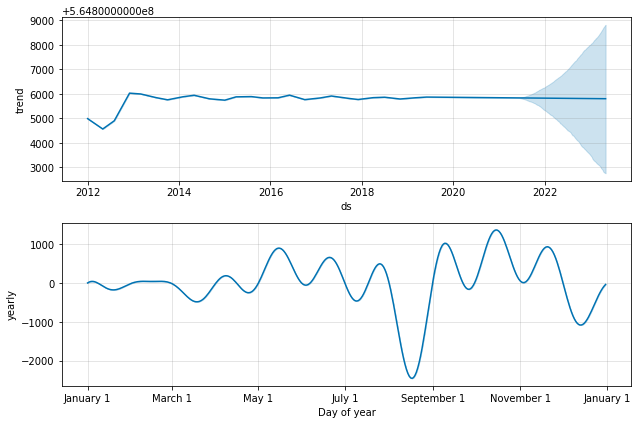 +5.6480000000e8
9000
8000
7000
6000
5000
4000
3000
trend
2012 2014 2016 2018 2020 2022
ds
1000
0
−1000
−2000
yearly
January 1 March 1 May 1 July 1 September 1 November 1 January 1
Day of year